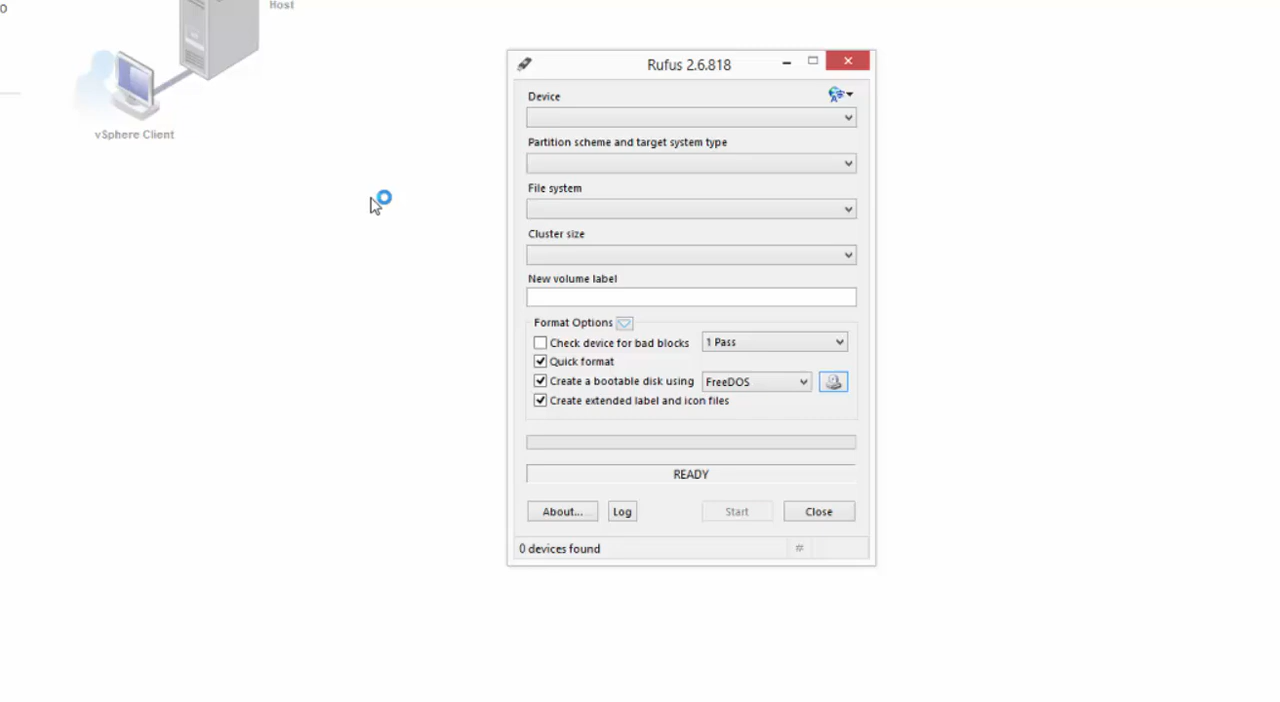 o
Host
vSphere Client
Rufus 2.6.818
Device
Partition scheme and target system type
File system
Cluster size
New volume label
Format Options
Check device for bad blocks
1 Pass
Quick format
Create a bootable disk using
FreeDOS
Create extended label and icon files
READY
About...
Log
Start
Close
0 devices found
#